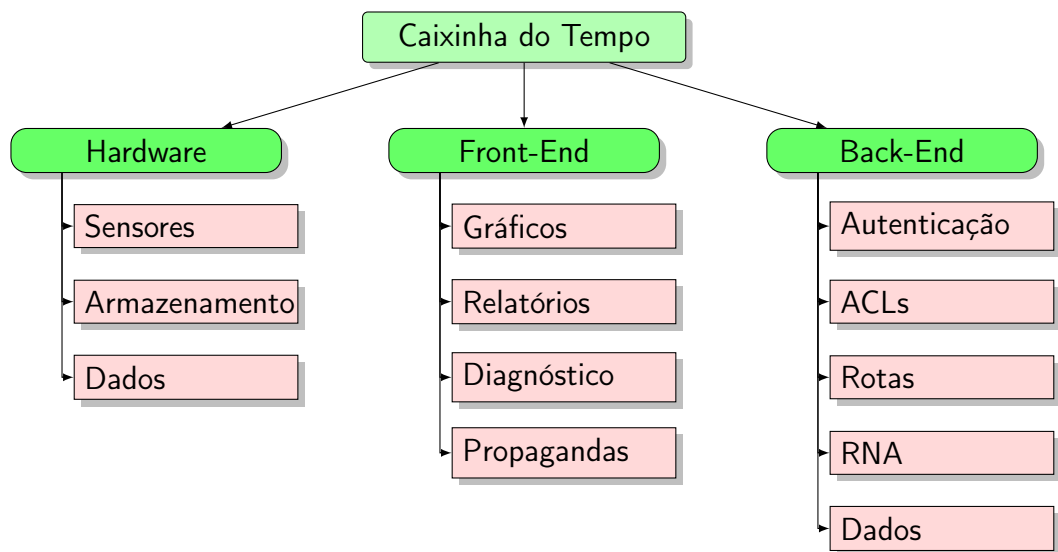 Caixinha do Tempo
Hardware
Front-End
Back-End
Sensores
Gráficos
Autenticação
Armazenamento
Relatórios
ACLs
Dados
Diagnóstico
Rotas
Propagandas
RNA
Dados